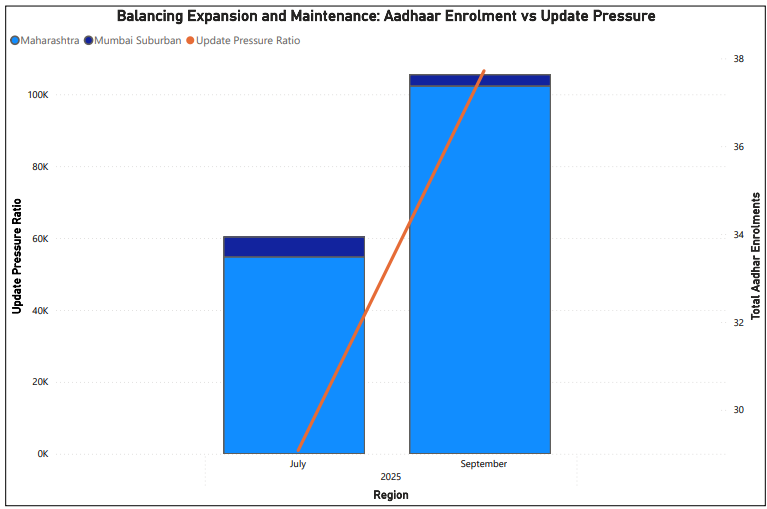 Balancing Expansion and Maintenance: Aadhaar Enrolment vs Update Pressure
Maharashtra Mumbai Suburban Update Pressure Ratio
38
100K
36
80K
34
60K
40K
32
20K
30
0K
Update Pressure Ratio
Total Aadhar Enrolments
July September
2025
Region